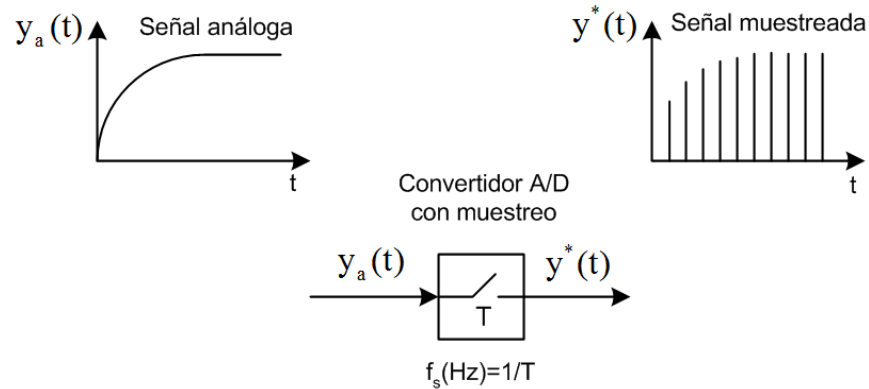 yₐ(t)
Señal análoga
t
y*(t)
Señal muestreada
t
Convertidor A/D
con muestreo
yₐ(t)
y*(t)
T
fₛ(Hz)=1/T